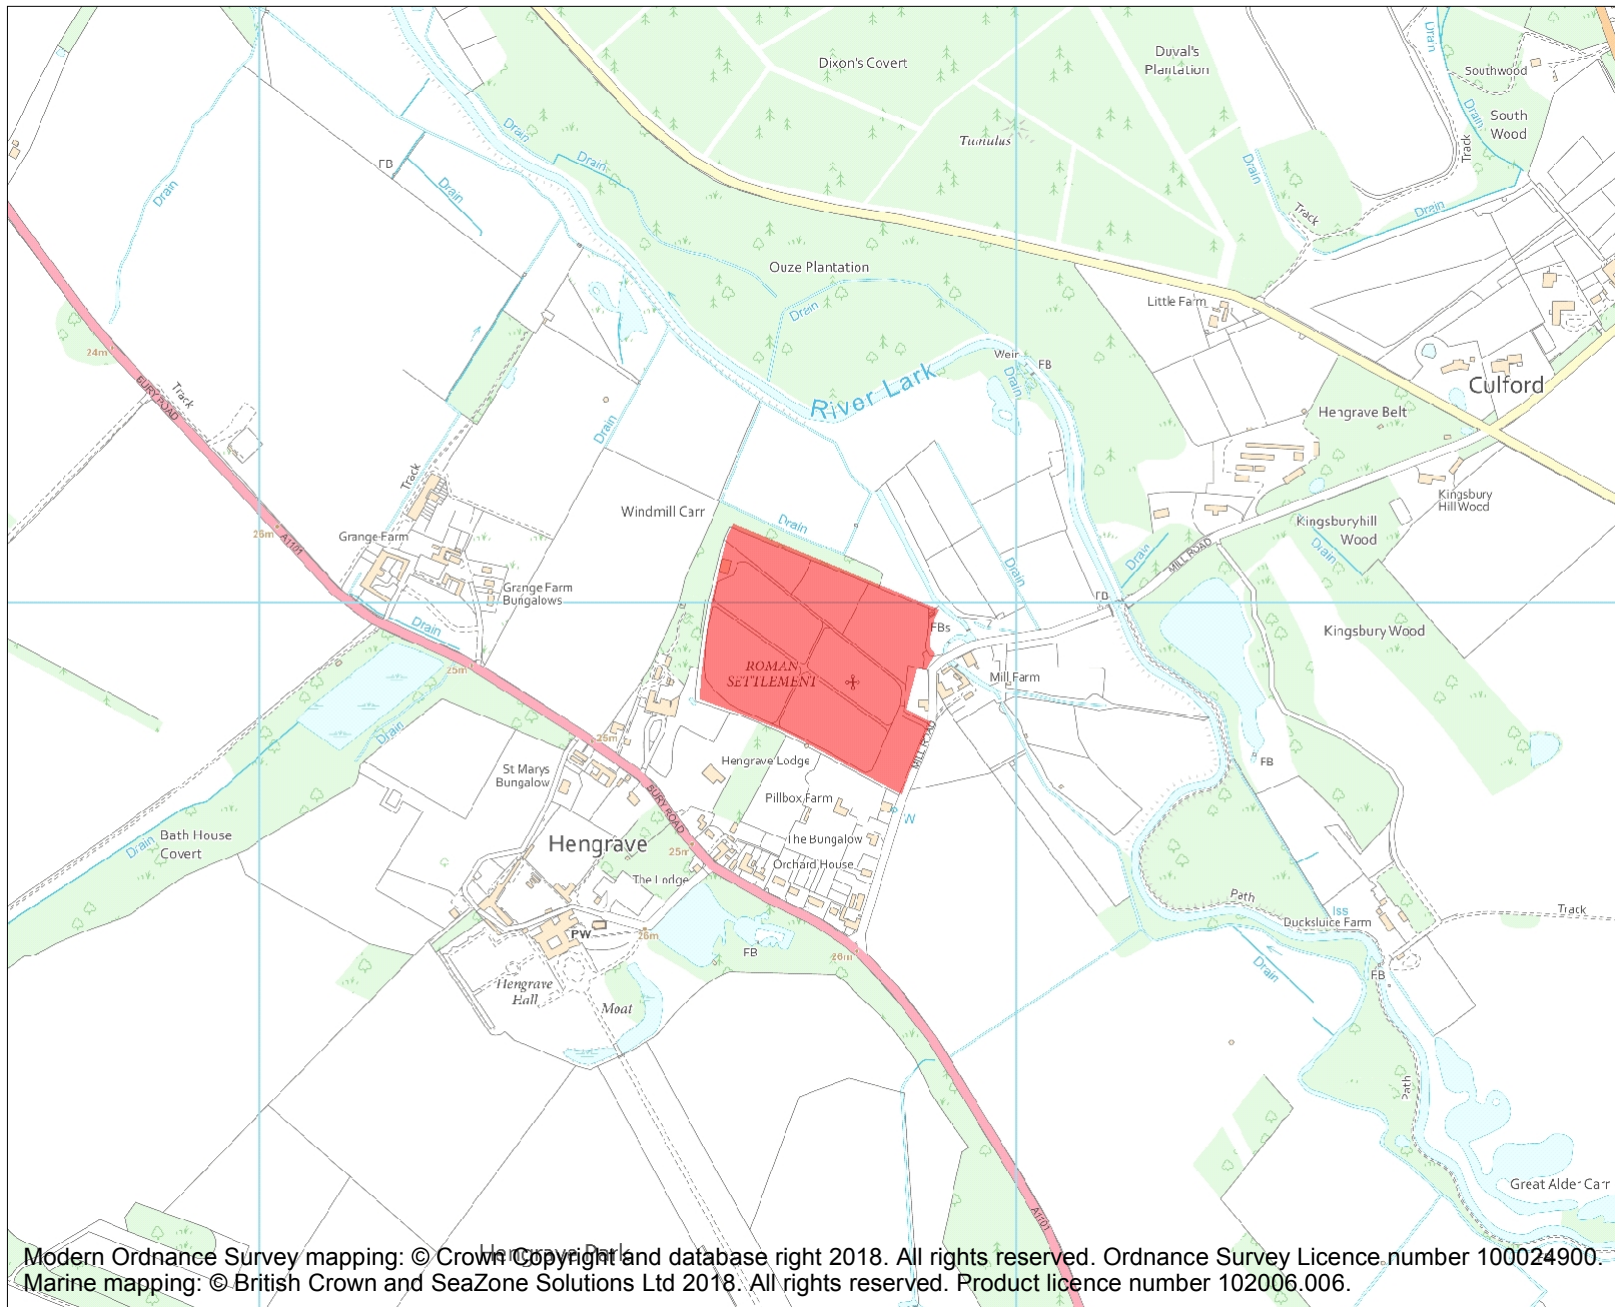 Dixon's Covert
Duval's
Plantation
Drain
Southwood
South
Wood
Drain
Track
Tumulus
Drain
Drain
FB
Drain
Drain
Drain
Track
Drain
Ouze Plantation
Drain
Little Farm
24m
BURY ROAD
Track
Weir
FB
Drain
River Lark
Culford
Hengrave Belt
Drain
Track
Windmill Carr
Drain
Kingsbury
Hill Wood
Kingsburyhill
Wood
Drain
25m
A1101
Grange Farm
Grange Farm
Bungalows
Drain
Drain
MILL ROAD
FB
Drain
FBs
Kingsbury Wood
25m
ROMAN
SETTLEMENT
Mill Farm
Drain
25m
MILL ROAD
Hengrave Lodge
FB
St Marys
Bungalow
BURY ROAD
Pillbox Farm
W
Bath House
Covert
Drain
Hengrave
The Bungalow
25m
Orchard House
The Lodge
Path
Iss
Ducksluice Farm
Track
PW
26m
FB
26m
Drain
FB
Hengrave
Hall
Moat
Path
Great Alder Carr
A1101
Hengrave Park
Modern Ordnance Survey mapping: © Crown Copyright and database right 2018. All rights reserved. Ordnance Survey Licence number 100024900.
Marine mapping: © British Crown and SeaZone Solutions Ltd 2018. All rights reserved. Product licence number 102006.006.